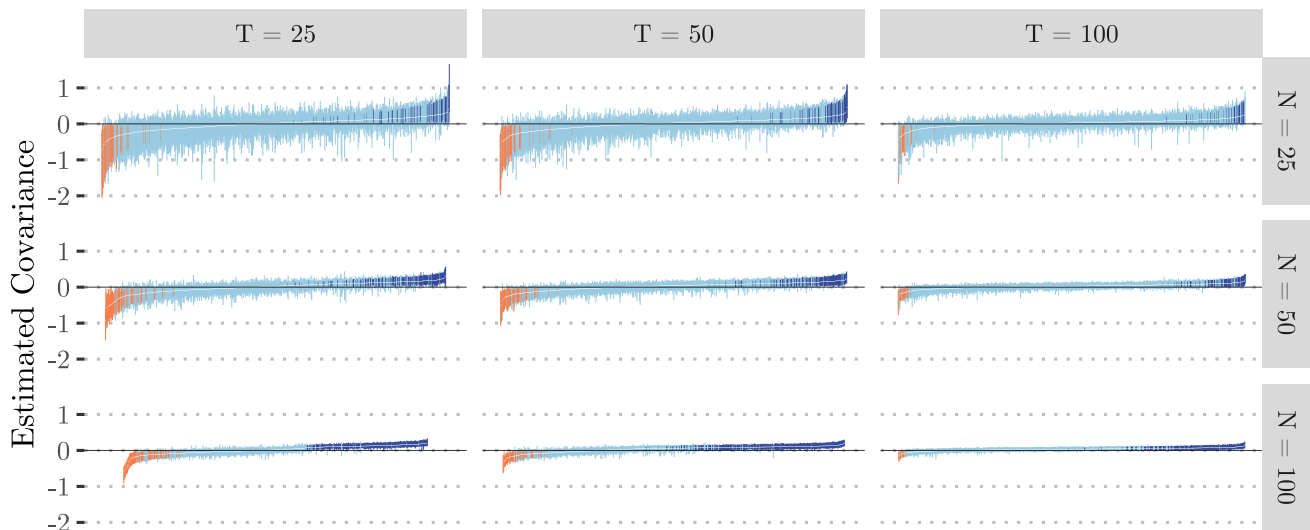 T = 25
T = 50
T = 100
Estimated Covariance
1
0
-1
-2
N = 25
1
0
-1
-2
N = 50
1
0
-1
-2
N = 100